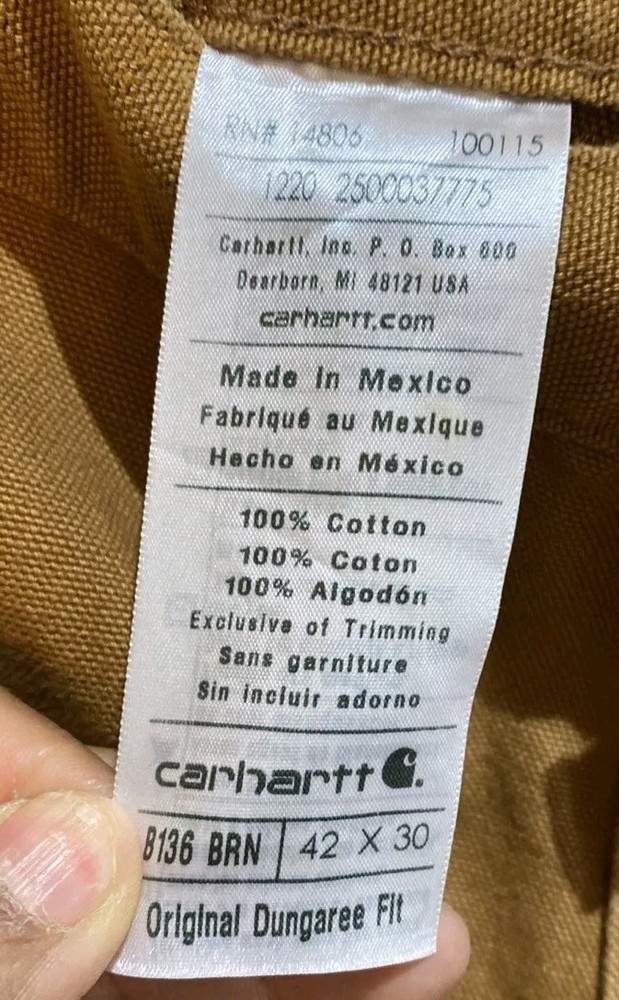 RN# 14806 100115
1220 2500037775
Carhartt, Inc. P. O. Box 600
Dearborn, MI 48121 USA
carhartt.com
Made In Mexico
Fabriqué au Mexique
Hecho en México
100% Cotton
100% Coton
100% Algodón
Exclusive of Trimming
Sans garniture
Sin incluir adorno
carhartt
B136 BRN 42 X 30
Original Dungaree Fit